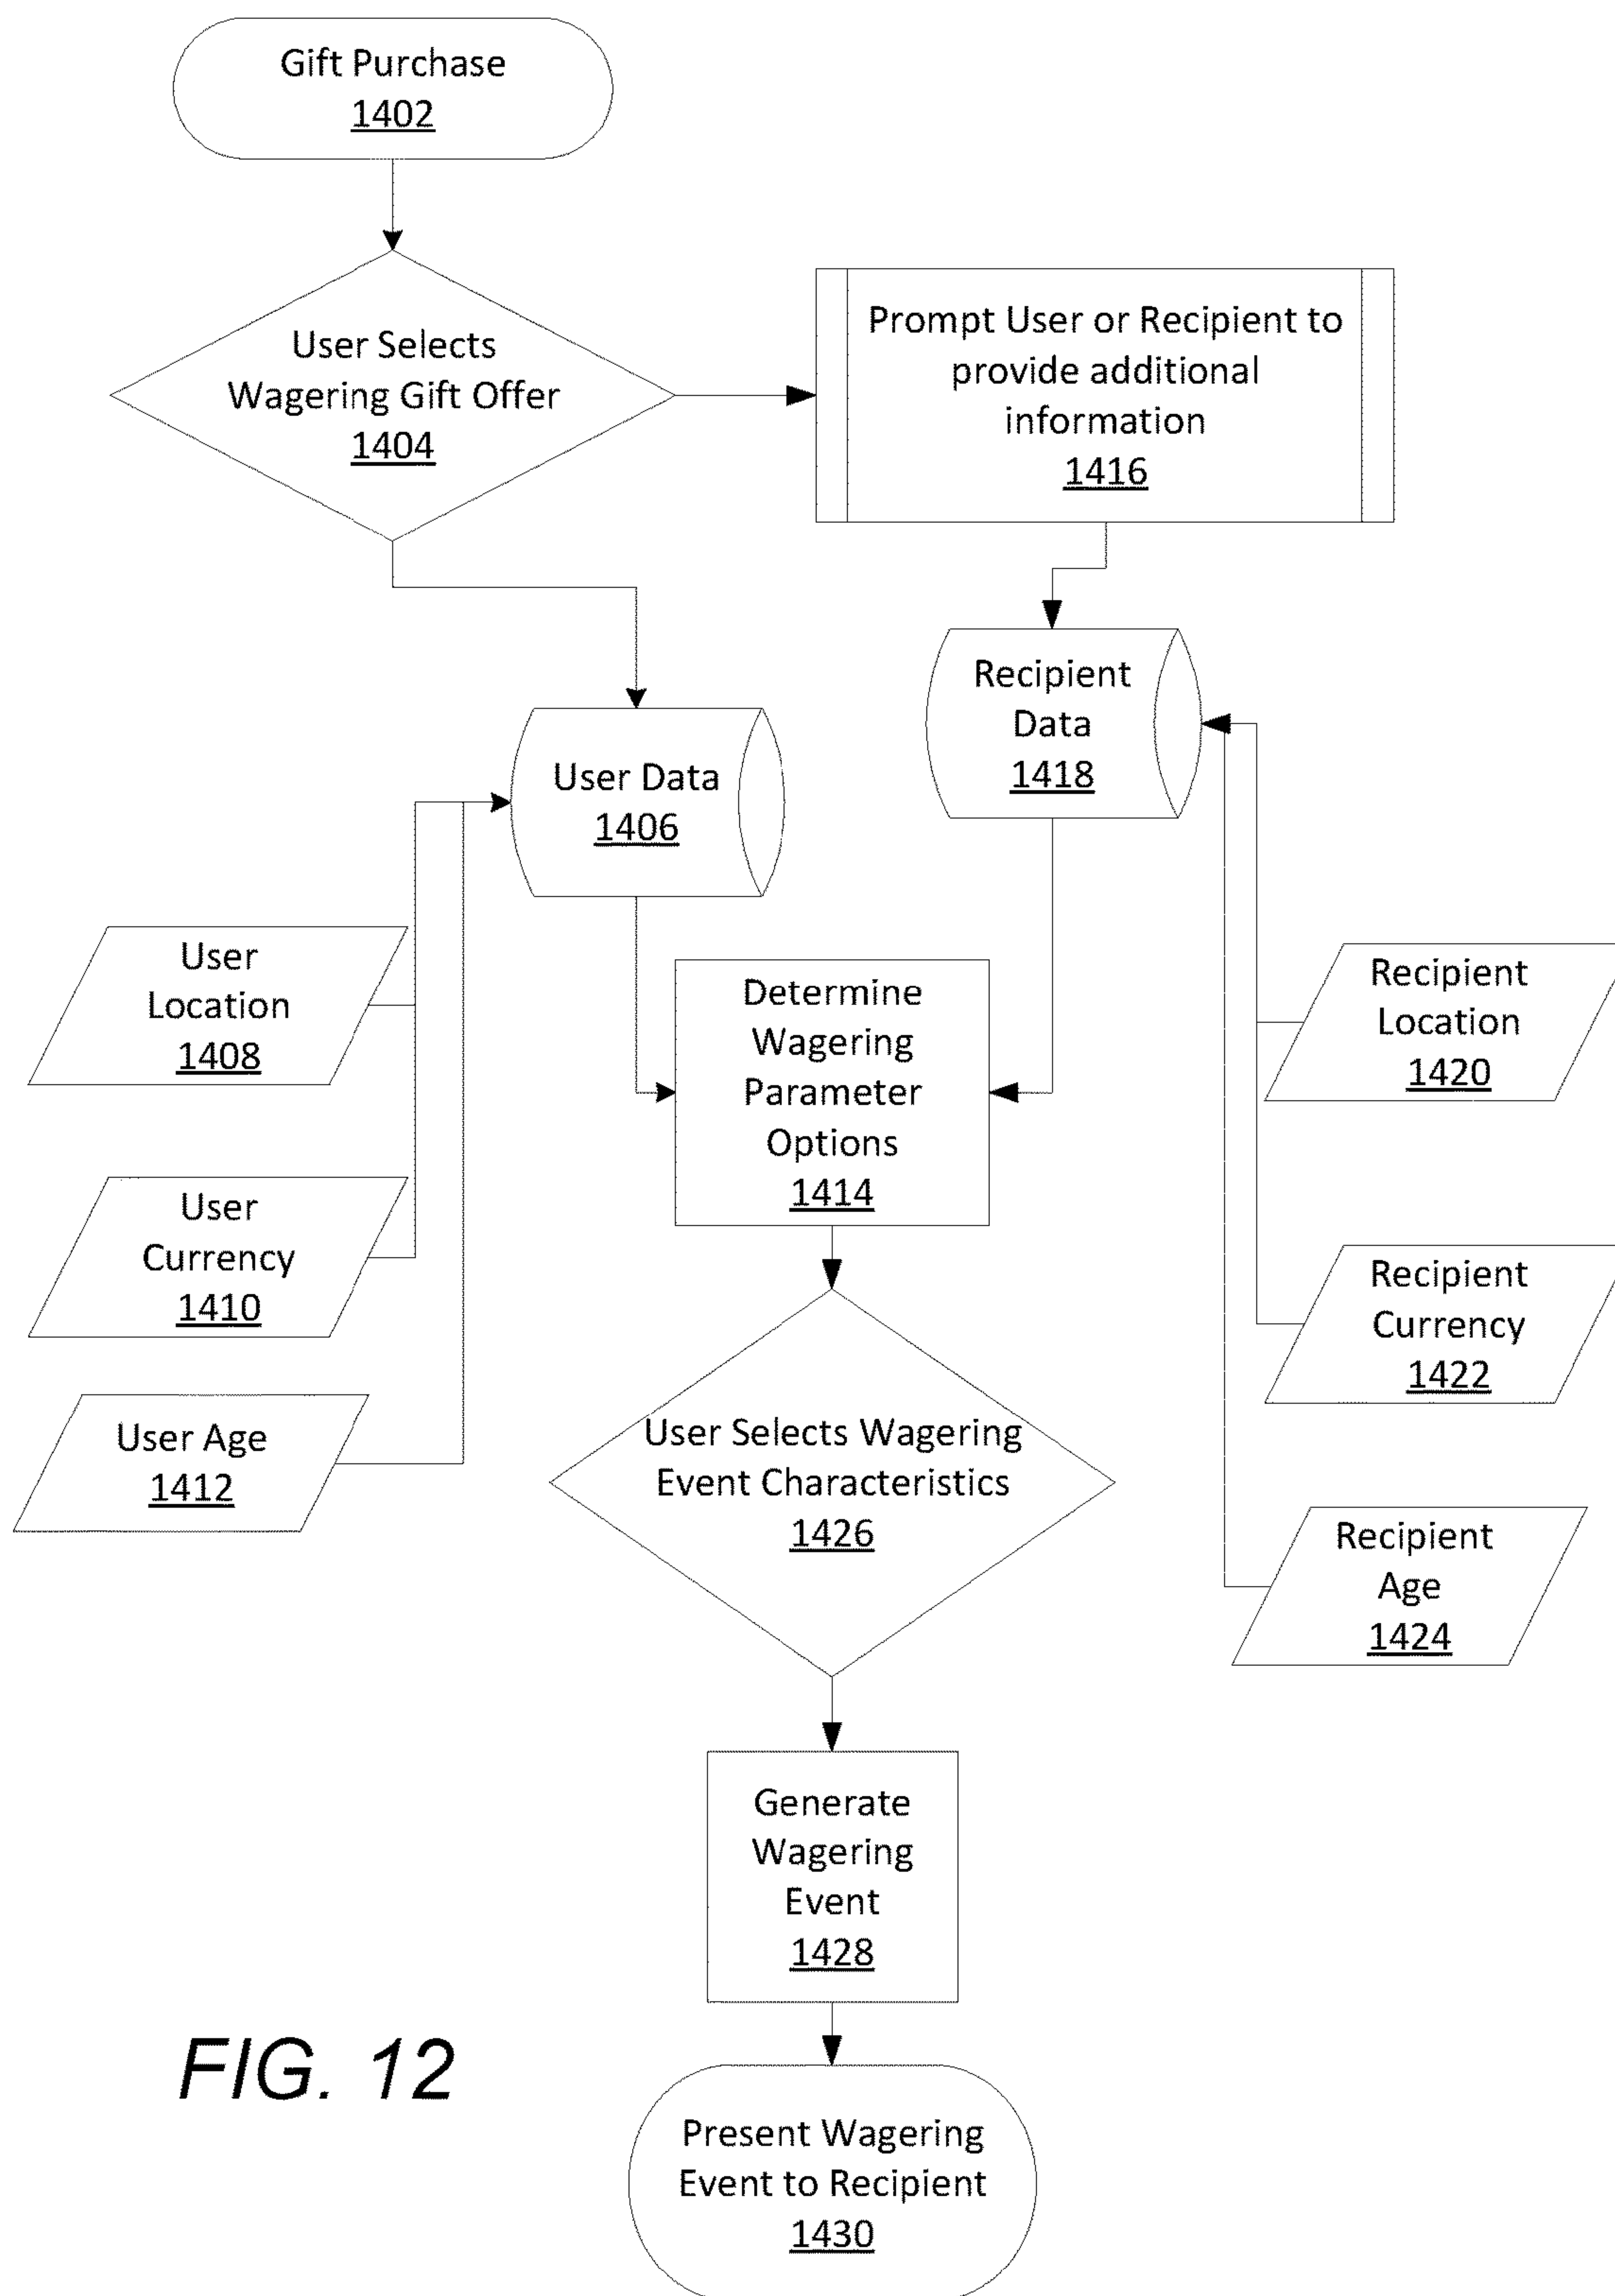 Gift Purchase
1402
User Selects
Wagering Gift Offer
1404
Prompt User or Recipient to
provide additional
information
1416
Recipient
Data
1418
User Data
1406
User
Location
1408
Determine
Wagering
Parameter
Options
1414
Recipient
Location
1420
User
Currency
1410
Recipient
Currency
1422
User Age
1412
User Selects Wagering
Event Characteristics
1426
Recipient
Age
1424
Generate
Wagering
Event
1428
FIG. 12
Present Wagering
Event to Recipient
1430